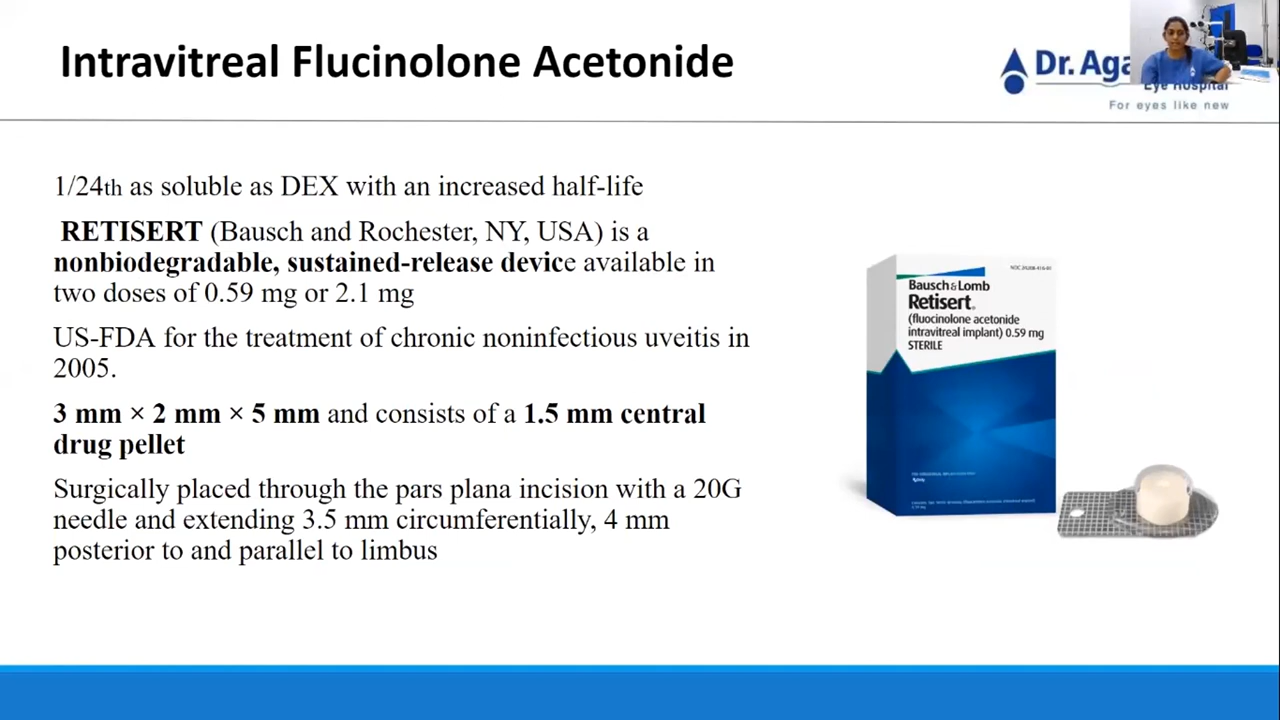 Intravitreal Flucinolone Acetonide
Dr. Aga
Eye Hospital
For eyes like new
1/24th as soluble as DEX with an increased half-life
RETISERT (Bausch and Rochester, NY, USA) is a
nonbiodegradable, sustained-release device available in
two doses of 0.59 mg or 2.1 mg
US-FDA for the treatment of chronic noninfectious uveitis in
2005.
3 mm × 2 mm × 5 mm and consists of a 1.5 mm central
drug pellet
Surgically placed through the pars plana incision with a 20G
needle and extending 3.5 mm circumferentially, 4 mm
posterior to and parallel to limbus
Bausch & Lomb
Retisert®
(fluocinolone acetonide
intravitreal implant) 0.59 mg
STERILE